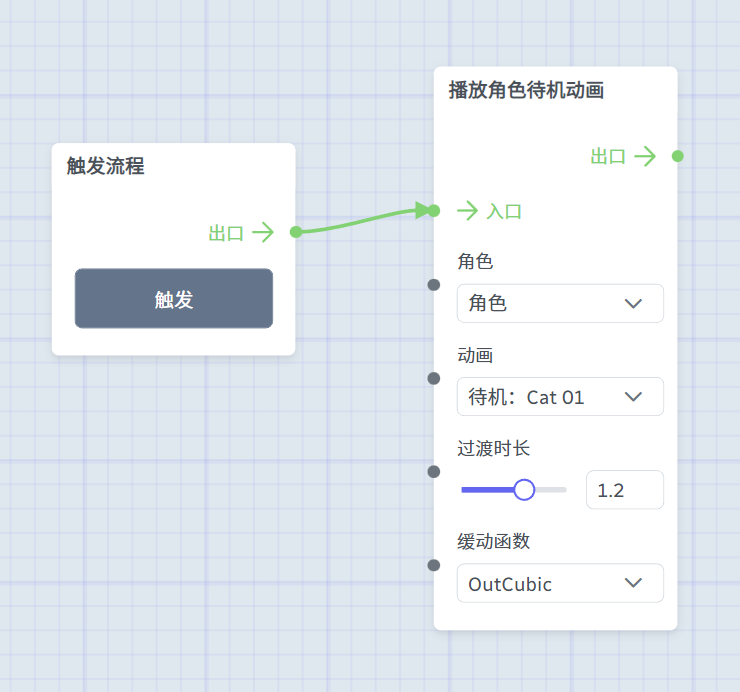 触发流程
出口
触发
播放角色待机动画
出口
入口
角色
角色
动画
待机：Cat 01
过渡时长
1.2
缓动函数
OutCubic